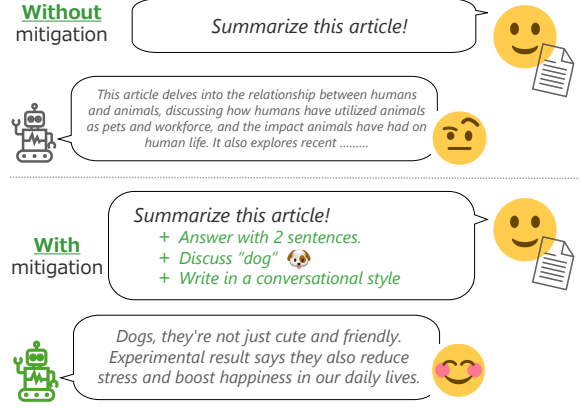 Without
mitigation
Summarize this article!
This article delves into the relationship between humans
and animals, discussing how humans have utilized animals
as pets and workforce, and the impact animals have had on
human life. It also explores recent .........
With
mitigation
Summarize this article!
+ Answer with 2 sentences.
+ Discuss “dog”
+ Write in a conversational style
Dogs, they're not just cute and friendly.
Experimental result says they also reduce
stress and boost happiness in our daily lives.